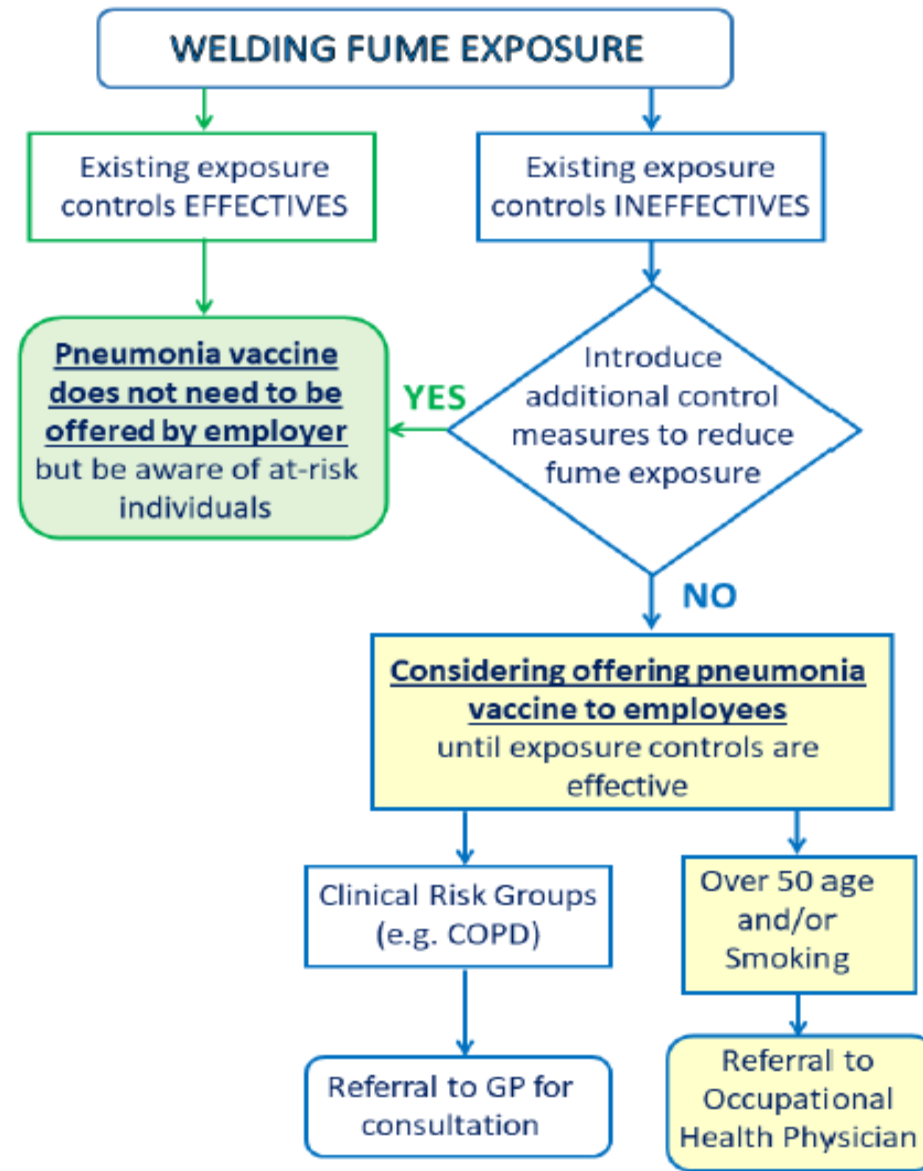 WELDING FUME EXPOSURE
Existing exposure
controls EFFECTIVES
Existing exposure
controls INEFFECTIVES
Pneumonia vaccine
does not need to be
offered by employer
but be aware of at-risk
individuals
YES
Introduce
additional control
measures to reduce
fume exposure
NO
Considering offering pneumonia
vaccine to employees
until exposure controls are
effective
Clinical Risk Groups
(e.g. COPD)
Over 50 age
and/or
Smoking
Referral to GP for
consultation
Referral to
Occupational
Health Physician